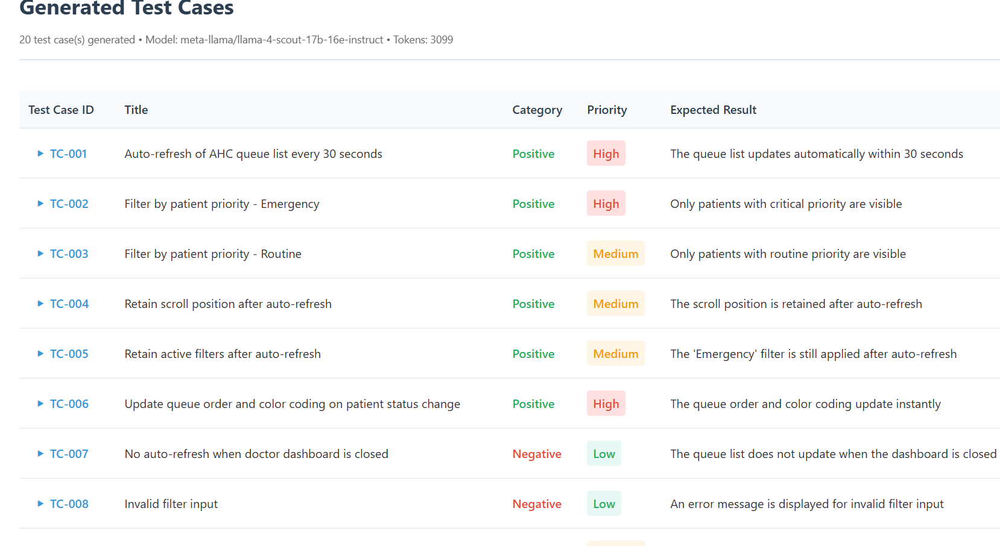 Generated Test Cases
20 test case(s) generated • Model: meta-llama/llama-4-scout-17b-16e-instruct • Tokens: 3099
Test Case ID Title Category Priority Expected Result
TC-001 Auto-refresh of AHC queue list every 30 seconds Positive High The queue list updates automatically within 30 seconds
TC-002 Filter by patient priority - Emergency Positive High Only patients with critical priority are visible
TC-003 Filter by patient priority - Routine Positive Medium Only patients with routine priority are visible
TC-004 Retain scroll position after auto-refresh Positive Medium The scroll position is retained after auto-refresh
TC-005 Retain active filters after auto-refresh Positive Medium The 'Emergency' filter is still applied after auto-refresh
TC-006 Update queue order and color coding on patient status change Positive High The queue order and color coding update instantly
TC-007 No auto-refresh when doctor dashboard is closed Negative Low The queue list does not update when the dashboard is closed
TC-008 Invalid filter input Negative Low An error message is displayed for invalid filter input